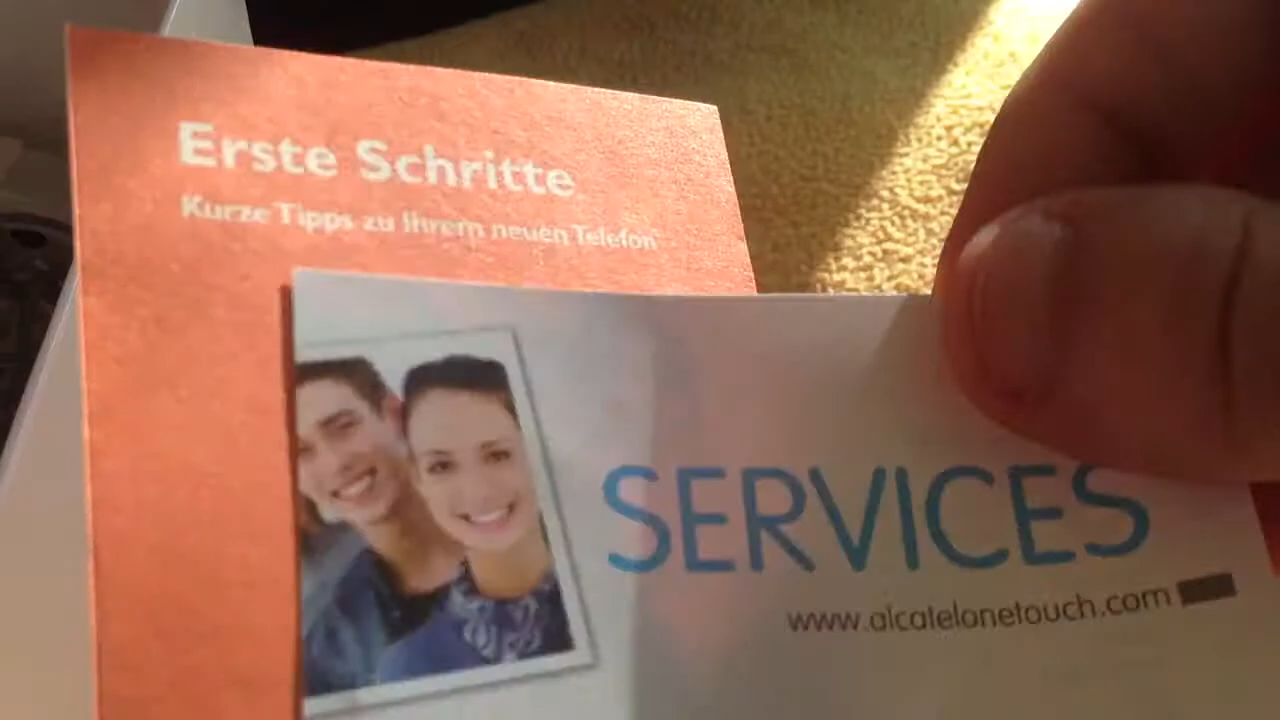 Erste Schritte
Kurze Tipps zu Ihrem neuen Telefon
SERVICES
www.alcatelonetouch.com